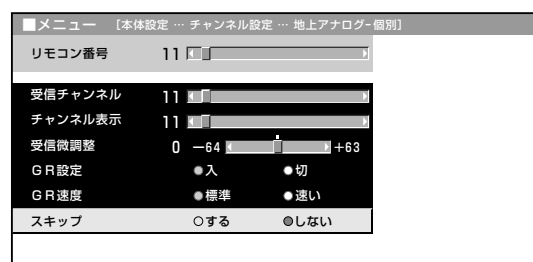 ■メニュー [本体設定 … チャンネル設定 … 地上アナログ-個別]
リモコン番号 11
受信チャンネル 11
チャンネル表示 11
受信微調整 0 −64 +63
GR設定 ●入 ●切
GR速度 ●標準 ●速い
スキップ ○する ◎しない